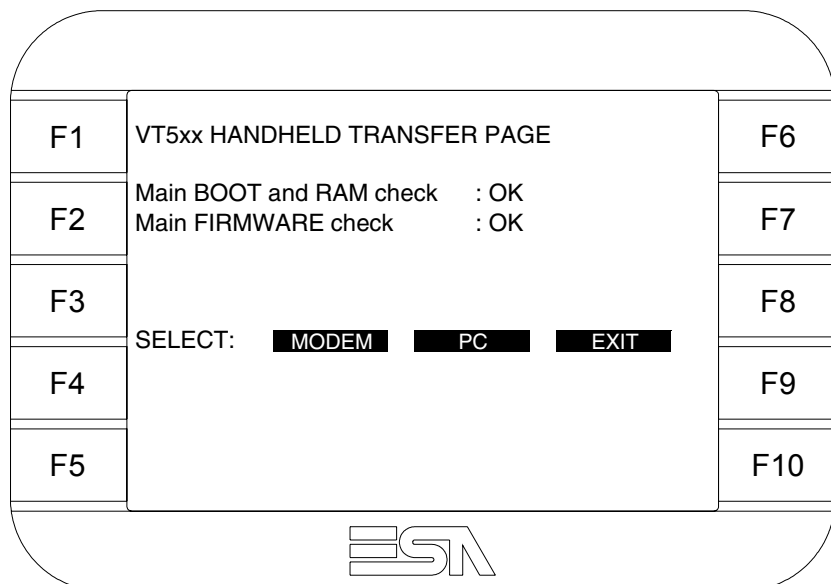 F1
F2
F3
F4
F5
VT5xx HANDHELD TRANSFER PAGE
Main BOOT and RAM check : OK
Main FIRMWARE check : OK
SELECT: MODEM PC EXIT
F6
F7
F8
F9
F10
ESA